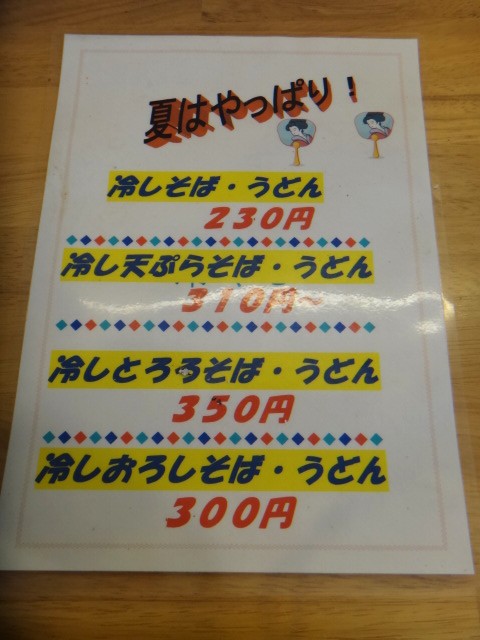 夏はやっぱり！
冷しそば・うどん
230円
冷し天ぷらそば・うどん
310円～
冷しとろろそば・うどん
350円
冷しおろしそば・うどん
300円